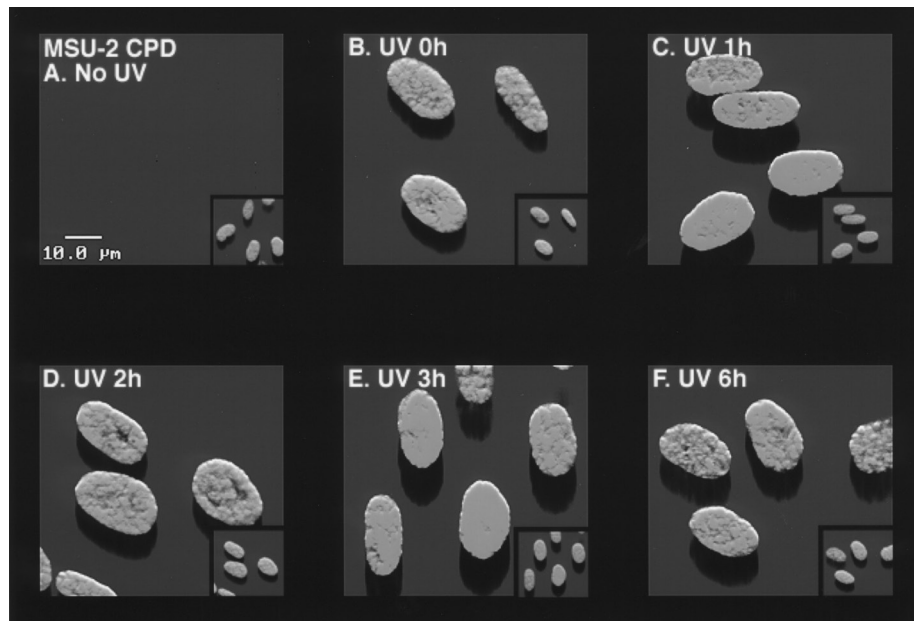 MSU-2 CPD
A. No UV
10.0 µm
B. UV 0h
C. UV 1h
D. UV 2h
E. UV 3h
F. UV 6h